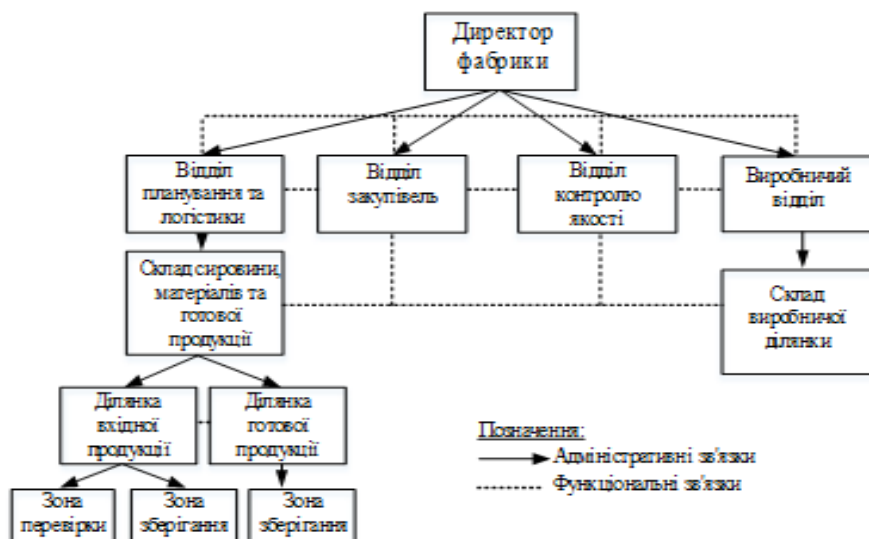 Директор
фабрики
Відділ
планування та
логістики
Відділ
закупівель
Відділ
контролю
якості
Виробничий
відділ
Склад сировини,
матеріалів та
готової
продукції
Склад
виробничої
ділянки
Ділянка
вхідної
продукції
Ділянка
готової
продукції
Зона
перевірки
Зона
зберігання
Зона
зберігання
Позначення:
Адміністративні зв'язки
Функціональні зв'язки